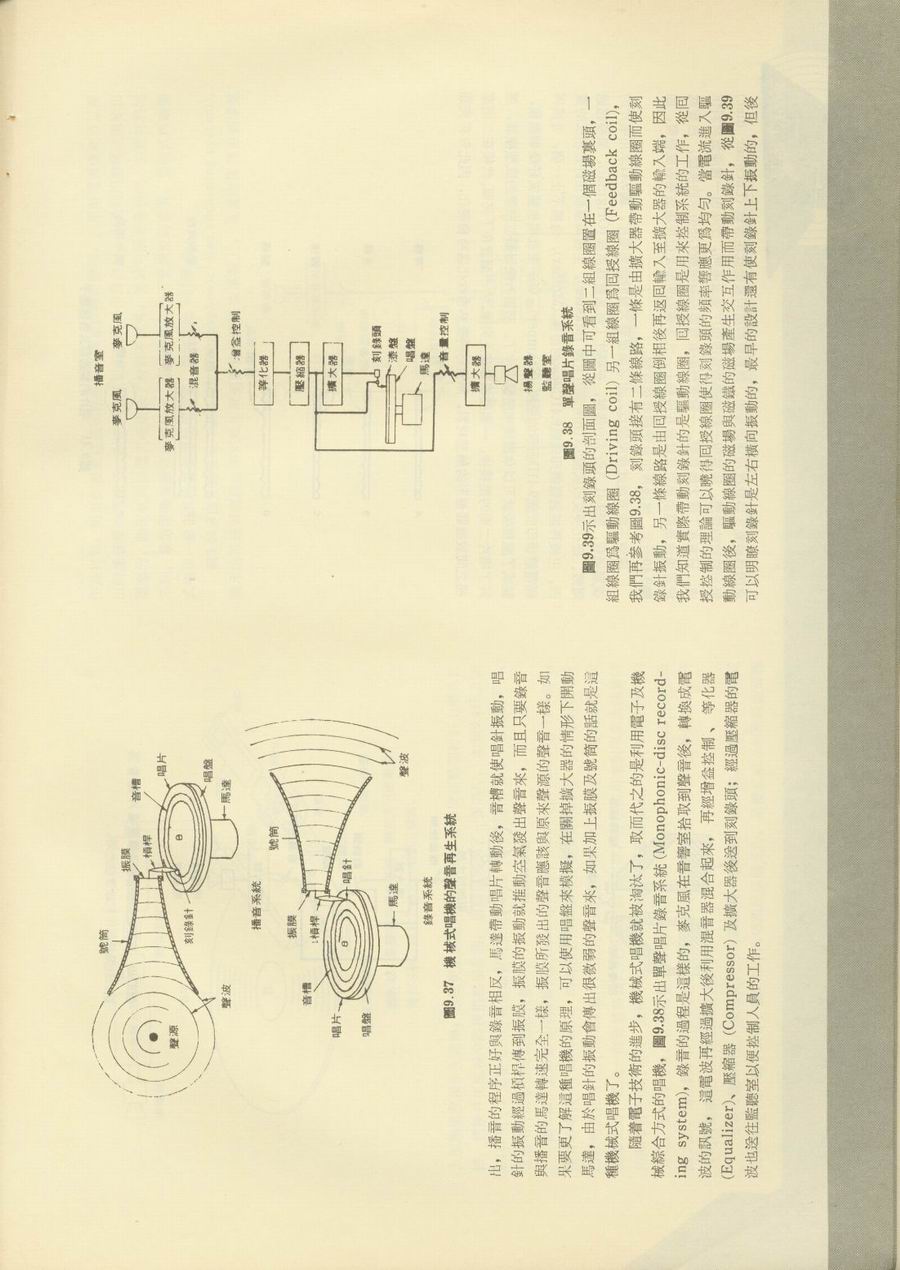 號筒
振膜
槓桿
音槽
唱片
唱盤
馬達
刻錄針
聲源
聲波
播音系統
號筒
振膜
槓桿
音槽
唱針
唱片
唱盤
馬達
聲波
錄音系統
圖9.37 機械式唱機的聲音再生系統
出，播音的程序正好與錄音相反，馬達帶動唱片轉動後，音槽就使唱針振動，唱
針的振動經過槓桿傳到振膜，振膜的振動就推動空氣發出聲音來，而且只要錄音
與播音的馬達轉速完全一樣，振膜所發出的聲音應該與原來聲源的聲音一樣。如
果要更了解這種唱機的原理，可以使用唱盤來模擬，在關掉擴大器的情形下開動
馬達，由於唱針的振動會傳出很微弱的聲音來，如果加上振膜及號筒的話就是這
種機械式唱機了。
隨着電子技術的進步，機械式唱機就被淘汰了，取而代之的是利用電子及機
械綜合方式的唱機，圖9.38示出單聲唱片錄音系統 (Monophonic-disc record-
ing system)，錄音的過程是這樣的，麥克風在音響室拾取到聲音後，轉換成電
波的訊號，這電波再經過擴大後利用混音器混合起來，再經增益控制、等化器
(Equalizer)、壓縮器 (Compressor) 及擴大器後送到刻錄頭；經過壓縮器的電
波也送往監聽室以便控制人員的工作。
播音室
麥克風
麥克風
麥克風放大器
麥克風放大器
混音器
增益控制
等化器
壓縮器
擴大器
刻錄頭
漆盤
唱盤
馬達
音量控制
擴大器
揚聲器
監聽室
圖9.38 單聲唱片錄音系統
圖9.39示出刻錄頭的剖面圖，從圖中可看到二組線圈置在一個磁場裏頭，一
組線圈爲驅動線圈 (Driving coil) 另一組線圈爲回授線圈 (Feedback coil)，
我們再參考圖9.38，刻錄頭接有二條線路，一條是由擴大器帶動驅動線圈而使刻
錄針振動，另一條線路是由回授線圈倒相後再返回輸入至擴大器的輸入端，因此
我們知道實際帶動刻錄針的是驅動線圈，回授線圈是用來控制系統的工作，從回
授控制的理論可以曉得回授線圈使得刻錄頭的頻率響應更爲均勻。當電流進入驅
動線圈後，驅動線圈的磁場與磁鐵的磁場產生交互作用而帶動刻錄針，從圖9.39
可以明瞭刻錄針是左右橫向振動的，最早的設計還有使刻錄針上下振動的，但後